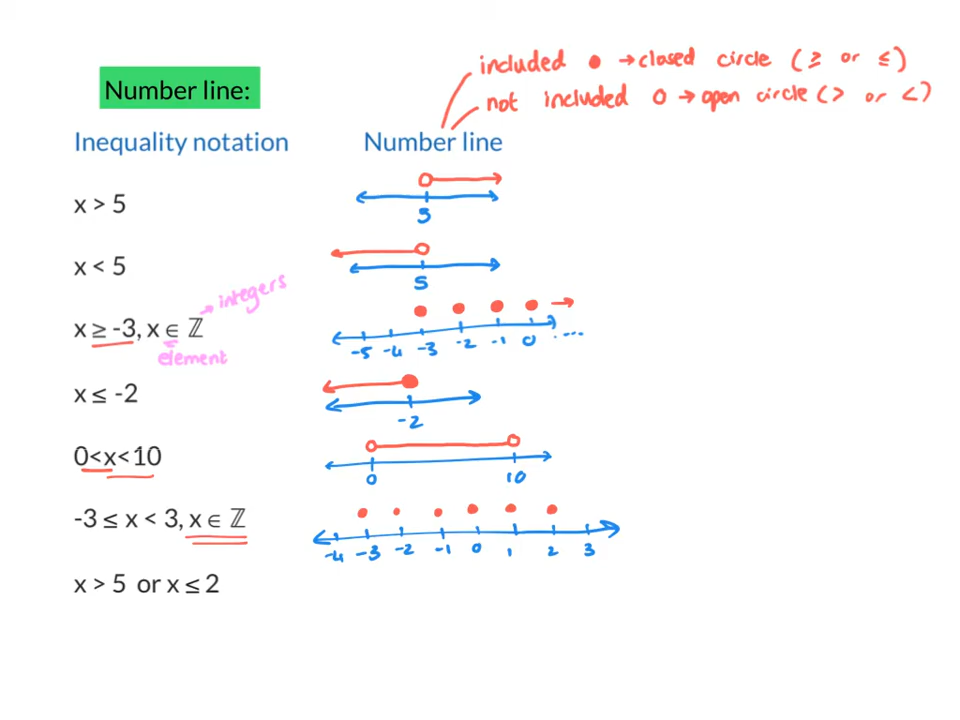 included ● → closed circle (≥ or ≤)
Number line:
not included o → open circle (> or <)
Inequality notation
Number line
x > 5
5
x < 5
5
→ integers
x ≥ -3, x ∈ ℤ
-5 -4 -3 -2 -1 0 ....
element
x ≤ -2
-2
0<x<10
0 10
-3 ≤ x < 3, x ∈ ℤ
-4 -3 -2 -1 0 1 2 3
x > 5 or x ≤ 2